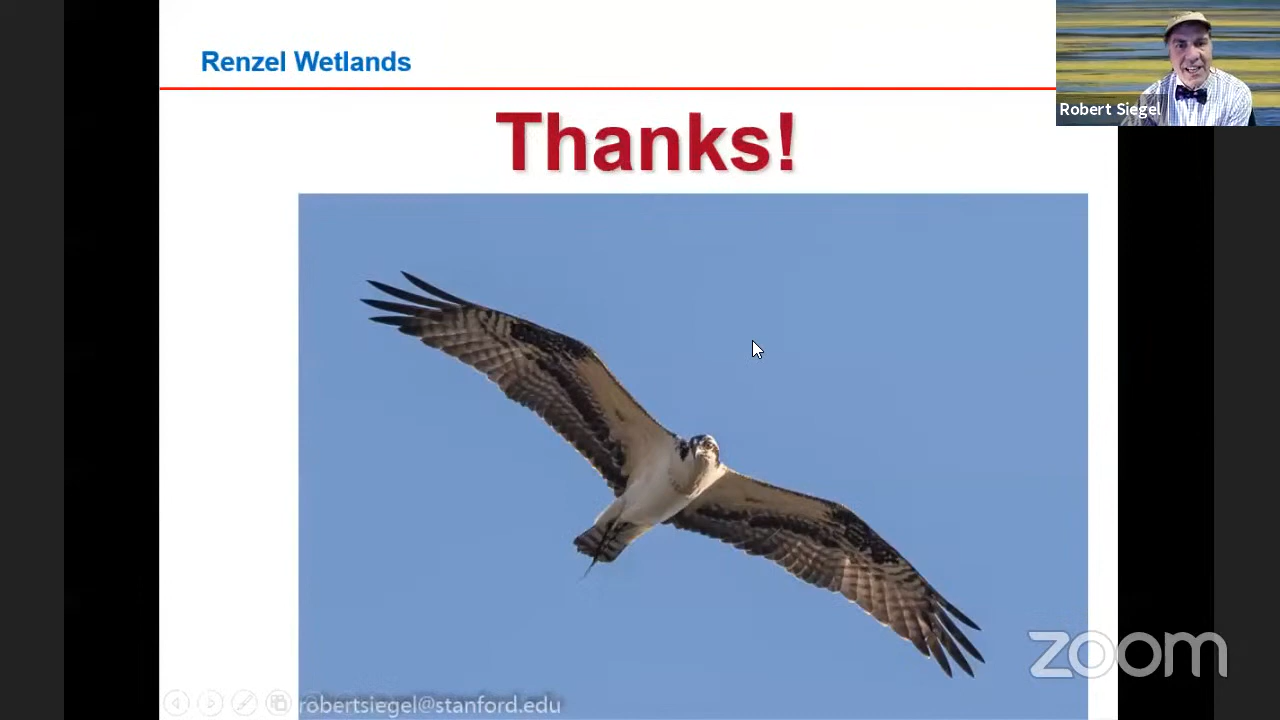 Renzel Wetlands
Robert Siegel
Thanks!
zoom
robertsiegel@stanford.edu